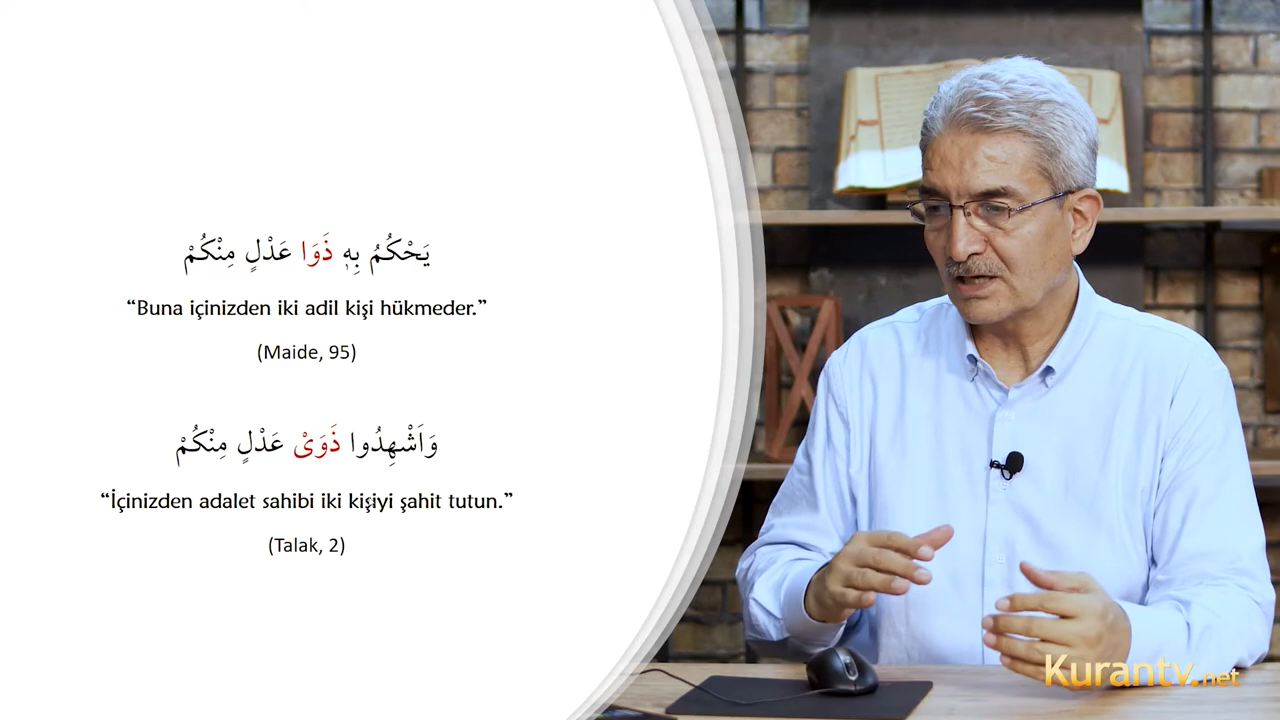 يَحْكُمُ بِهٖ ذَوَا عَدْلٍ مِنْكُمْ
“Buna içinizden iki adil kişi hükmeder.”
(Maide, 95)
وَاَشْهِدُوا ذَوَىْ عَدْلٍ مِنْكُمْ
“İçinizden adalet sahibi iki kişiyi şahit tutun.”
(Talak, 2)
Kurantv.net